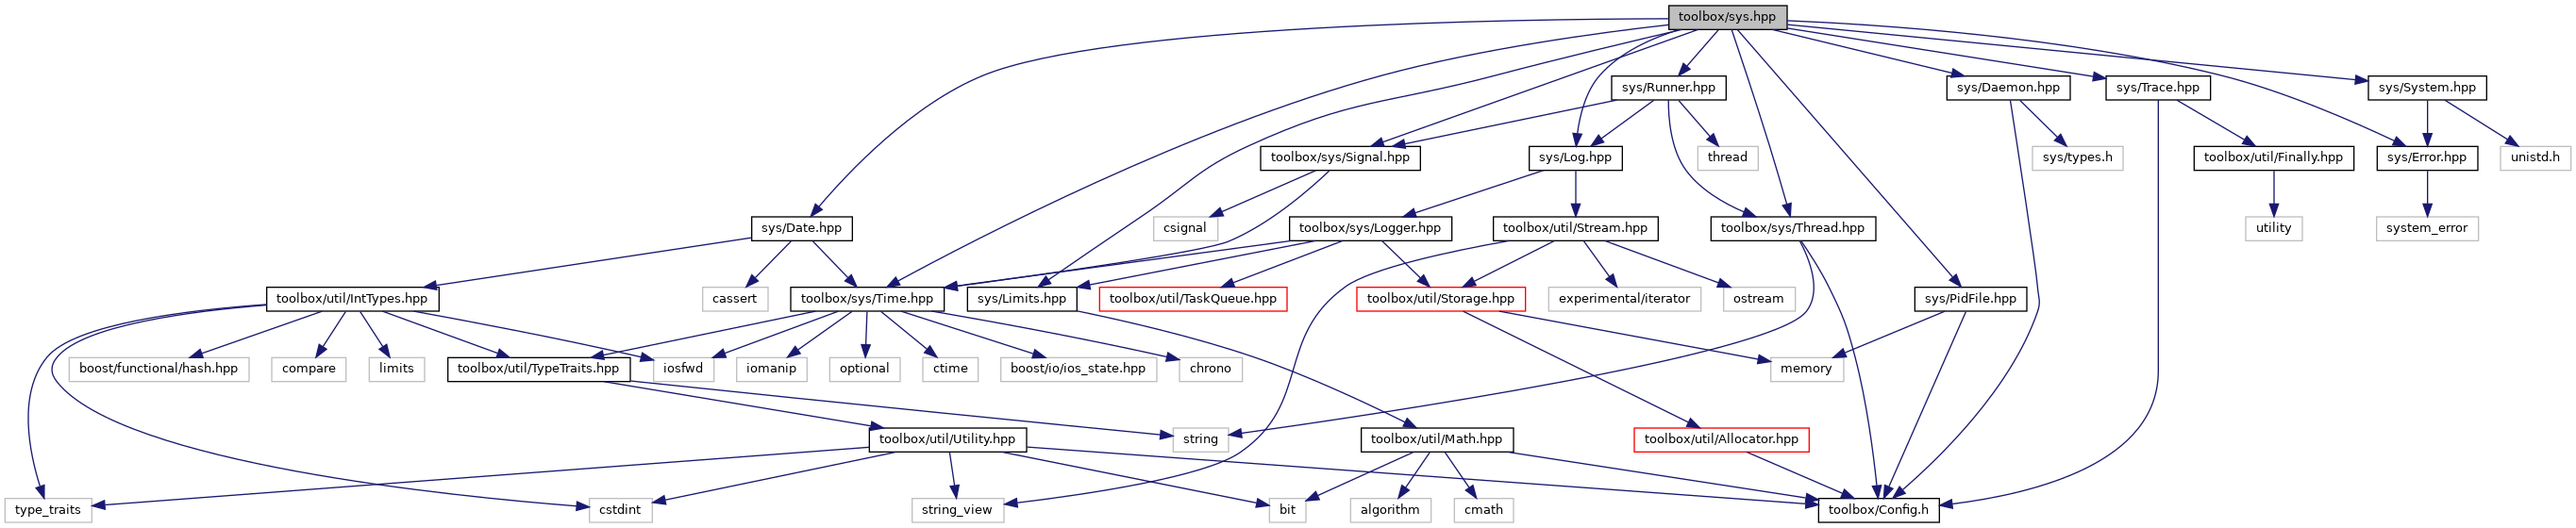 toolbox/sys.hpp
sys/Runner.hpp
sys/Daemon.hpp
sys/Trace.hpp
sys/System.hpp
toolbox/sys/Signal.hpp
sys/Log.hpp
thread
sys/types.h
toolbox/util/Finally.hpp
sys/Error.hpp
unistd.h
sys/Date.hpp
csignal
toolbox/sys/Logger.hpp
toolbox/util/Stream.hpp
toolbox/sys/Thread.hpp
utility
system_error
toolbox/util/IntTypes.hpp
cassert
toolbox/sys/Time.hpp
sys/Limits.hpp
toolbox/util/TaskQueue.hpp
toolbox/util/Storage.hpp
experimental/iterator
ostream
sys/PidFile.hpp
boost/functional/hash.hpp
compare
limits
toolbox/util/TypeTraits.hpp
iosfwd
iomanip
optional
ctime
boost/io/ios_state.hpp
chrono
memory
toolbox/util/Utility.hpp
string
toolbox/util/Math.hpp
toolbox/util/Allocator.hpp
type_traits
cstdint
string_view
bit
algorithm
cmath
toolbox/Config.h